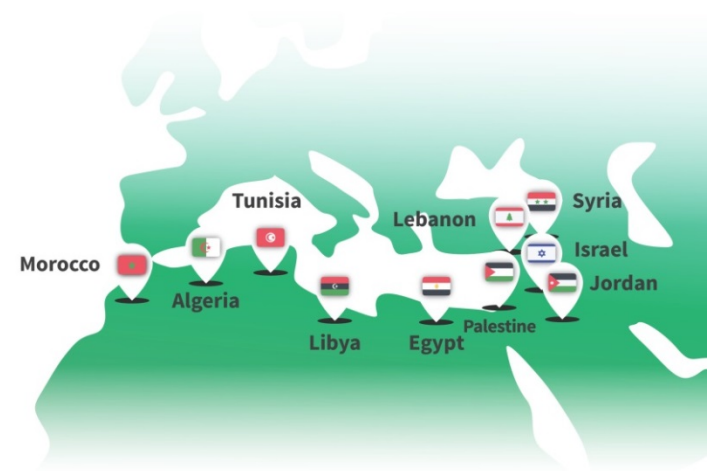 Tunisia
Syria
Lebanon
Israel
Morocco
Jordan
Algeria
Palestine
Libya
Egypt